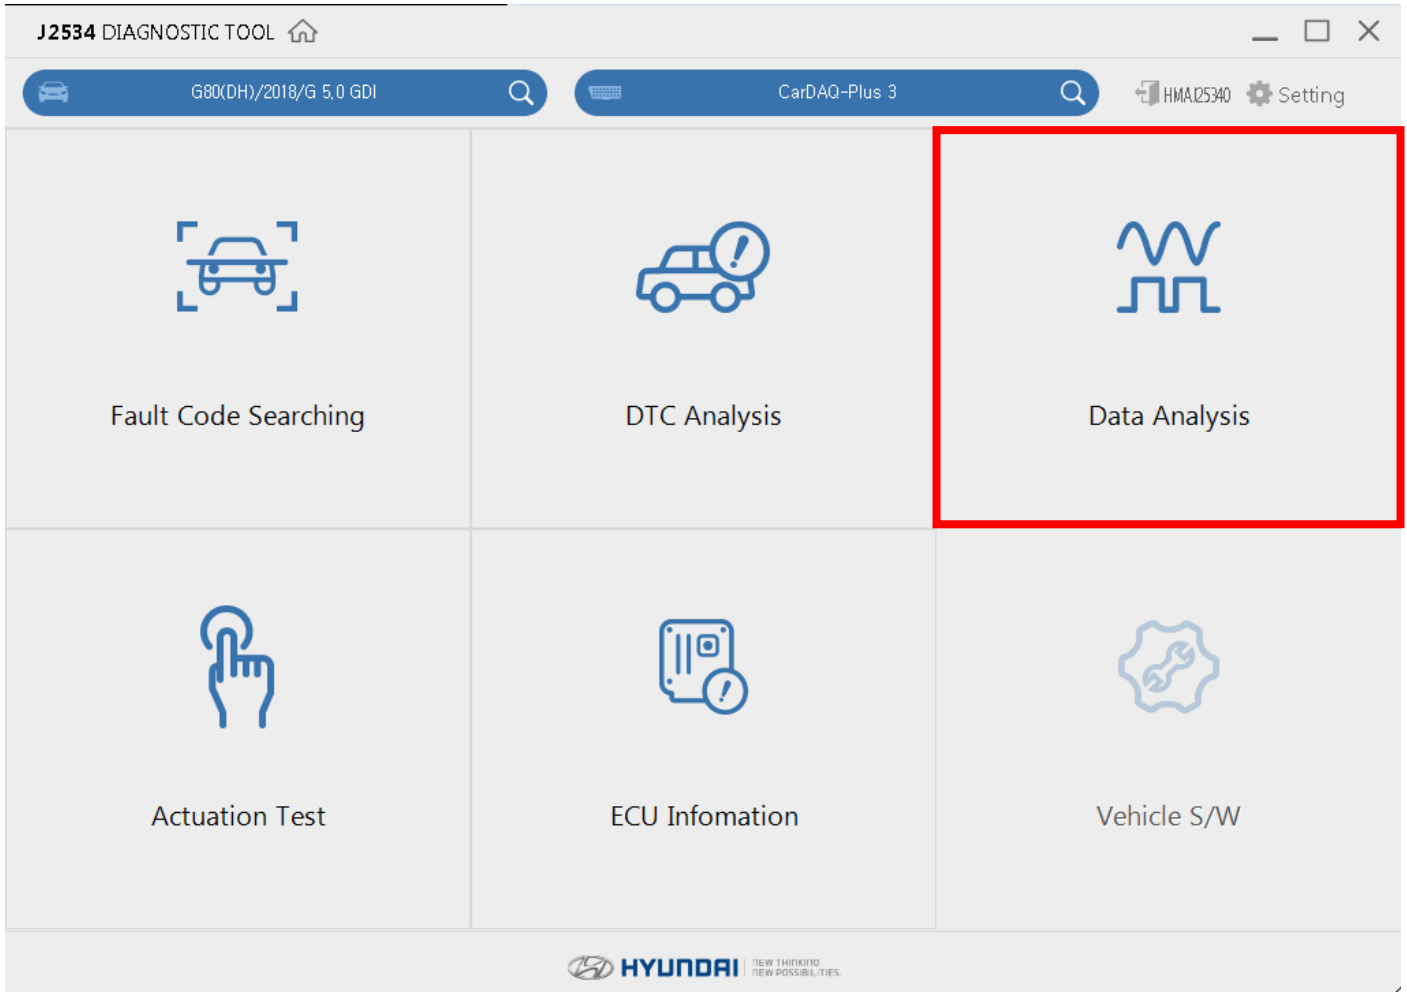 J2534 DIAGNOSTIC TOOL
G80(DH)/2018/G 5,0 GDI
CarDAQ-Plus 3
HMAJ25340
Setting
Fault Code Searching
DTC Analysis
Data Analysis
Actuation Test
ECU Infomation
Vehicle S/W
HYUNDAI
NEW THINKING.
NEW POSSIBILITIES.